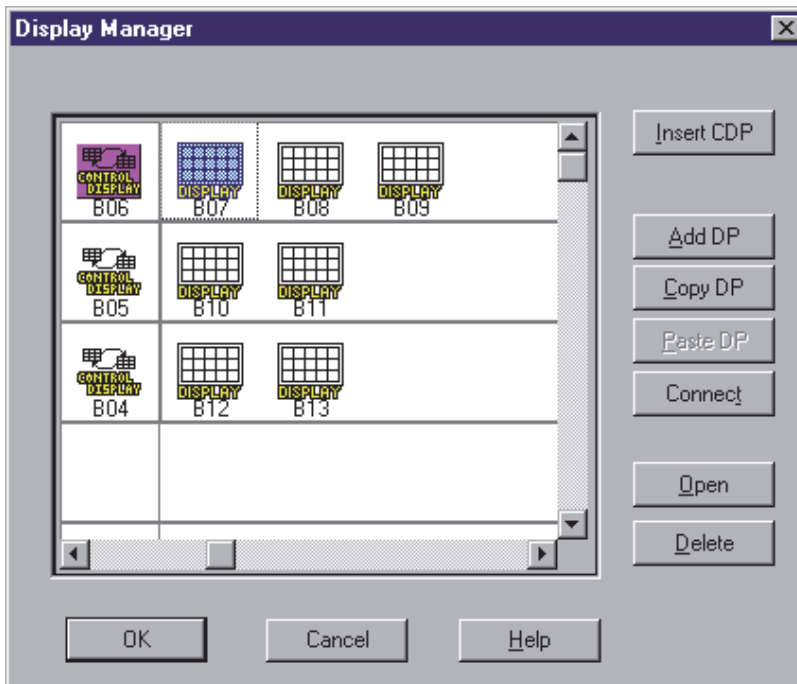 Display Manager
Insert CDP
CONTROL DISPLAY B06
DISPLAY B07
DISPLAY B08
DISPLAY B09
Add DP
CONTROL DISPLAY B05
DISPLAY B10
DISPLAY B11
Copy DP
Paste DP
CONTROL DISPLAY B04
DISPLAY B12
DISPLAY B13
Connect
Open
Delete
OK
Cancel
Help